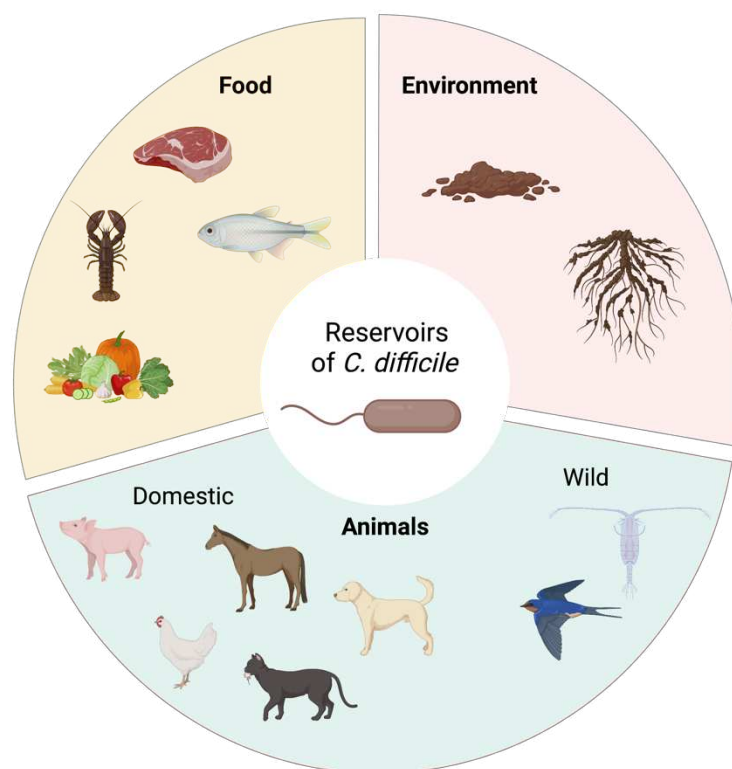 Food
Environment
Reservoirs
of C. difficile
Domestic
Wild
Animals